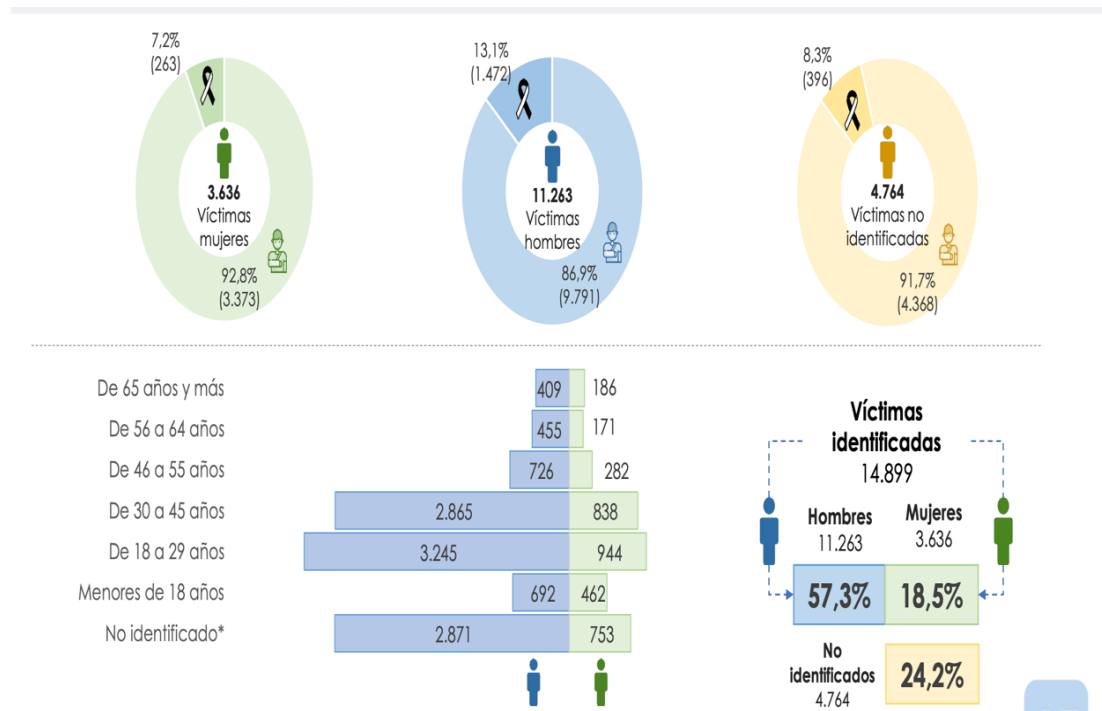 7,2%
(263)
3.636
Víctimas
mujeres
92,8%
(3.373)
13,1%
(1.472)
11.263
Víctimas
hombres
86,9%
(9.791)
8,3%
(396)
4.764
Víctimas no
identificadas
91,7%
(4.368)
De 65 años y más 409 186
De 56 a 64 años 455 171
De 46 a 55 años 726 282
De 30 a 45 años 2.865 838
De 18 a 29 años 3.245 944
Menores de 18 años 692 462
No identificado* 2.871 753
Víctimas
identificadas
14.899
Hombres Mujeres
11.263 3.636
57,3% 18,5%
No
identificados
4.764
24,2%